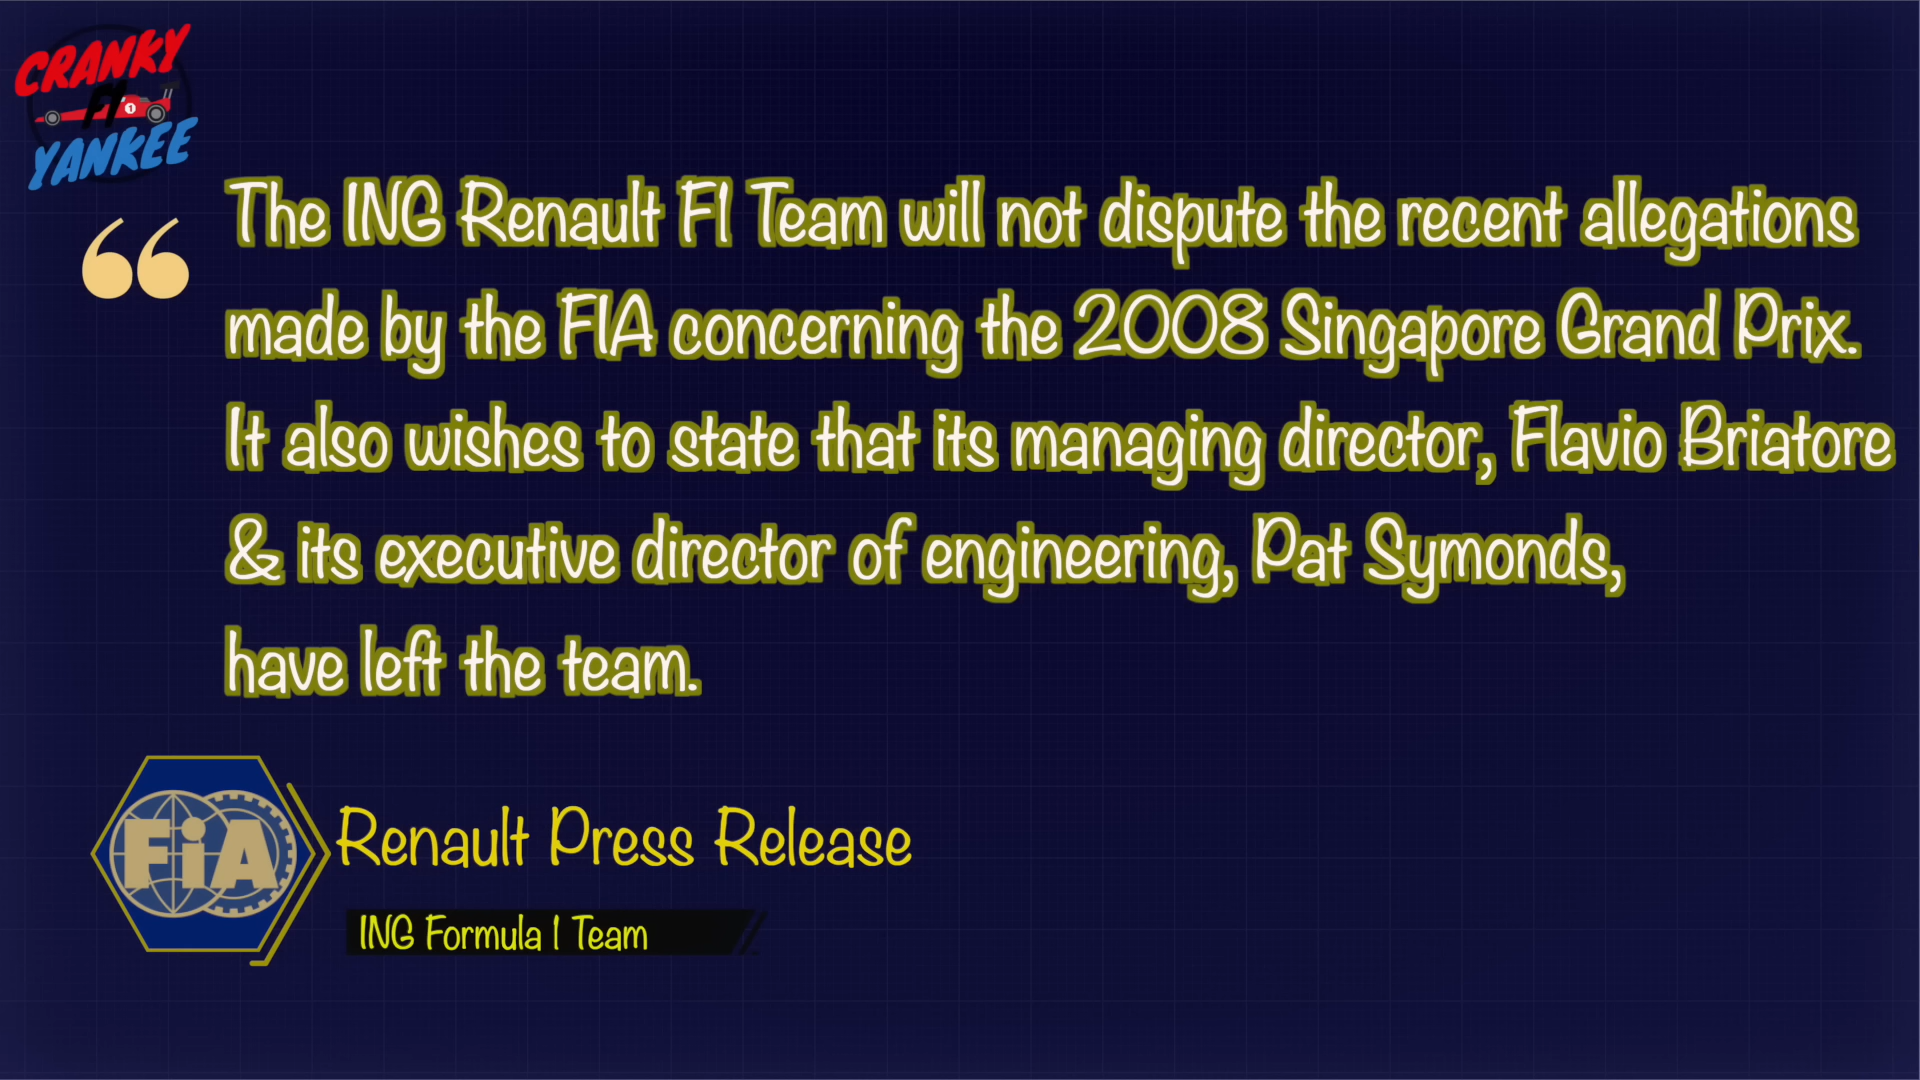 CRANKY
F1
1
YANKEE
“
The ING Renault F1 Team will not dispute the recent allegations
made by the FIA concerning the 2008 Singapore Grand Prix.
It also wishes to state that its managing director, Flavio Briatore
& its executive director of engineering, Pat Symonds,
have left the team.
FiA
Renault Press Release
ING Formula 1 Team